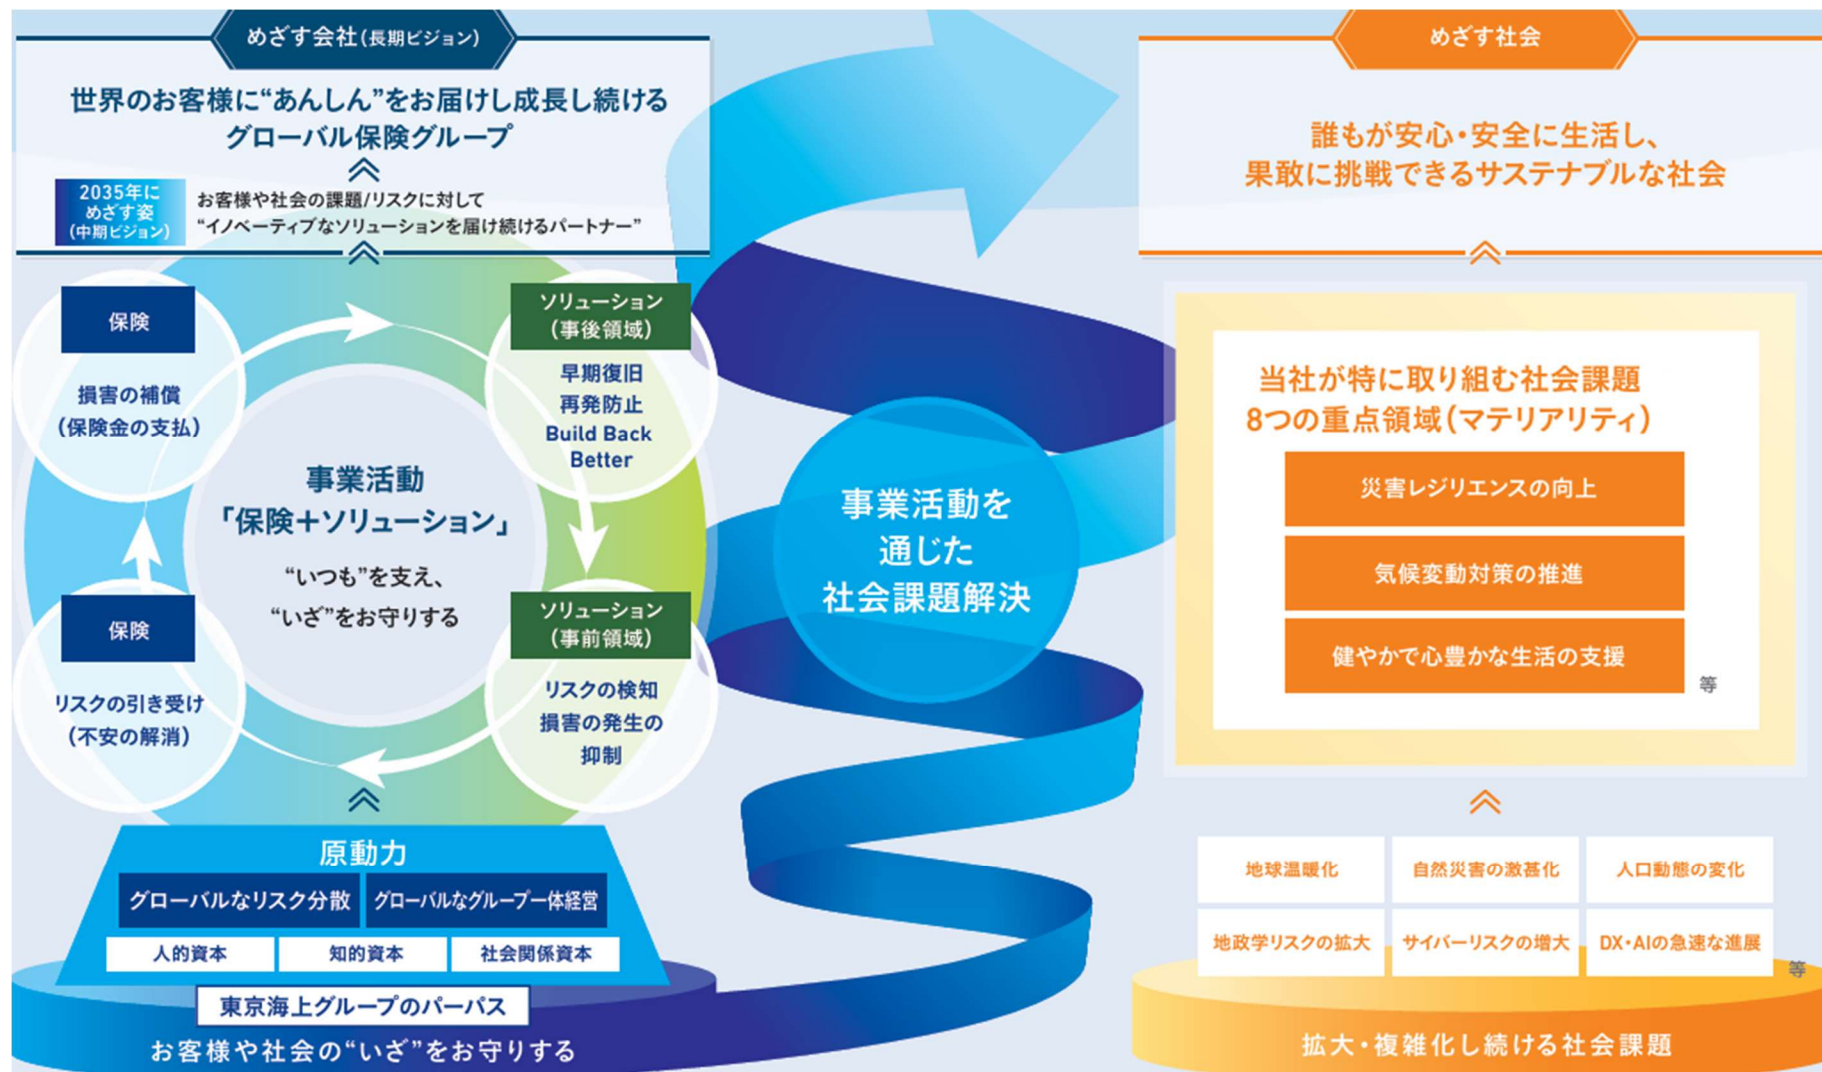 めざす会社(長期ビジョン)
世界のお客様に“あんしん”をお届けし成長し続ける
グローバル保険グループ
2035年に
めざす姿
(中期ビジョン)
お客様や社会の課題/リスクに対して
“イノベーティブなソリューションを届け続けるパートナー”
保険
損害の補償
(保険金の支払)
ソリューション
(事後領域)
早期復旧
再発防止
Build Back
Better
事業活動
「保険+ソリューション」
“いつも”を支え、
“いざ”をお守りする
保険
リスクの引き受け
(不安の解消)
ソリューション
(事前領域)
リスクの検知
損害の発生の
抑制
原動力
グローバルなリスク分散
グローバルなグループ一体経営
人的資本
知的資本
社会関係資本
東京海上グループのパーパス
お客様や社会の“いざ”をお守りする
事業活動を
通じた
社会課題解決
めざす社会
誰もが安心・安全に生活し、
果敢に挑戦できるサステナブルな社会
当社が特に取り組む社会課題
8つの重点領域(マテリアリティ)
災害レジリエンスの向上
気候変動対策の推進
健やかで心豊かな生活の支援
等
地球温暖化
自然災害の激甚化
人口動態の変化
地政学リスクの拡大
サイバーリスクの増大
DX・AIの急速な進展
等
拡大・複雑化し続ける社会課題